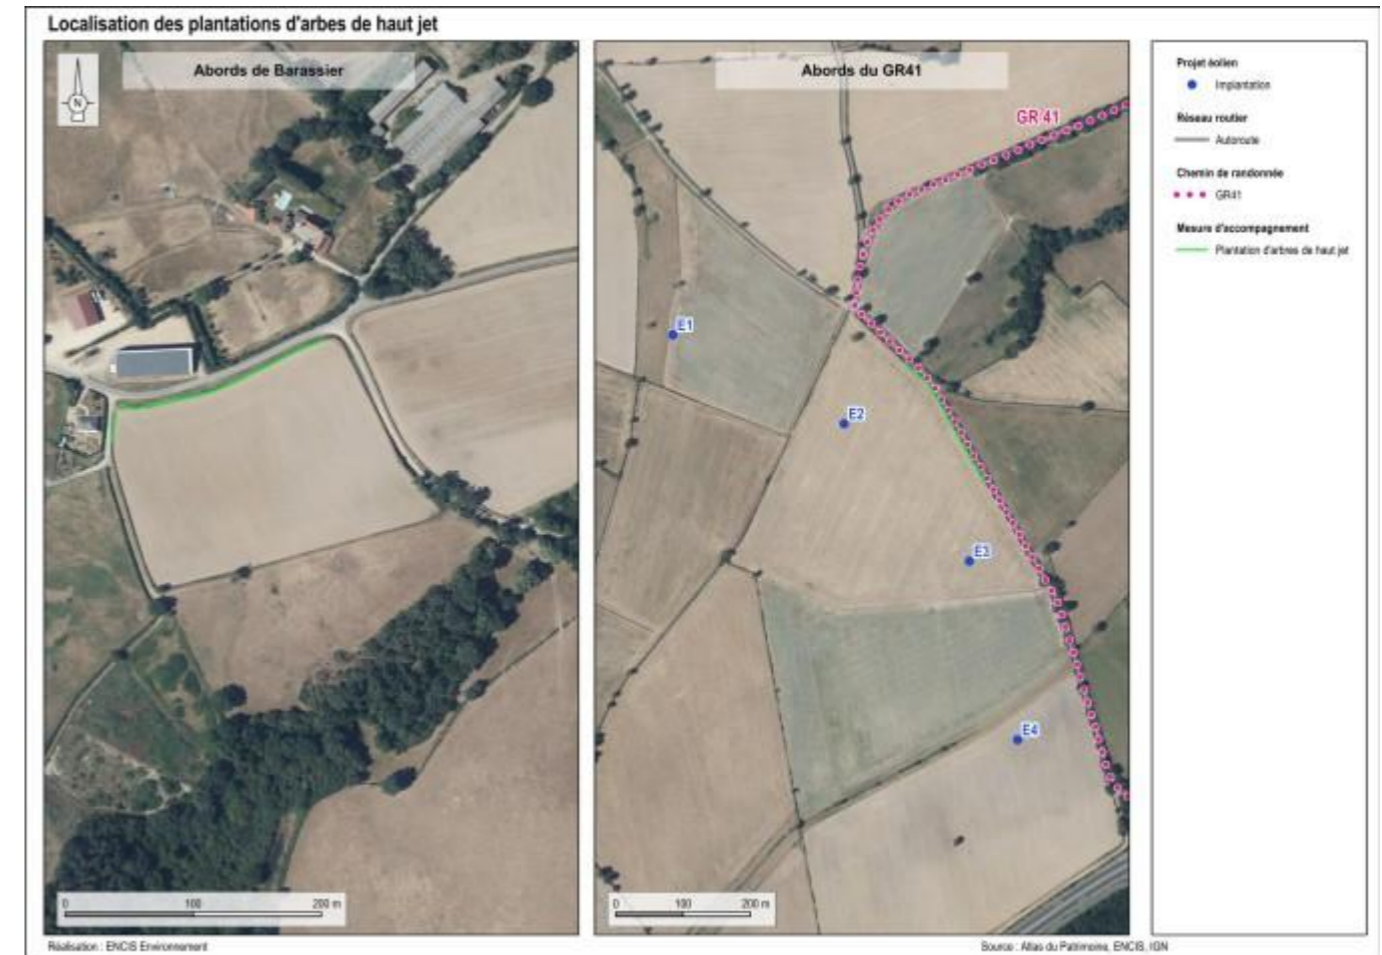 Localisation des plantations d'arbes de haut jet
Abords de Barassier
N
0 100 200 m
Abords du GR41
GR 41
E1
E2
E3
E4
0 100 200 m
Projet éolien
Implantation
Réseau routier
Autoroute
Chemin de randonnée
GR41
Mesure d'accompagnement
Plantation d'arbres de haut jet
Réalisation : ENCIS Environnement
Source : Atlas du Patrimoine, ENCIS, IGN